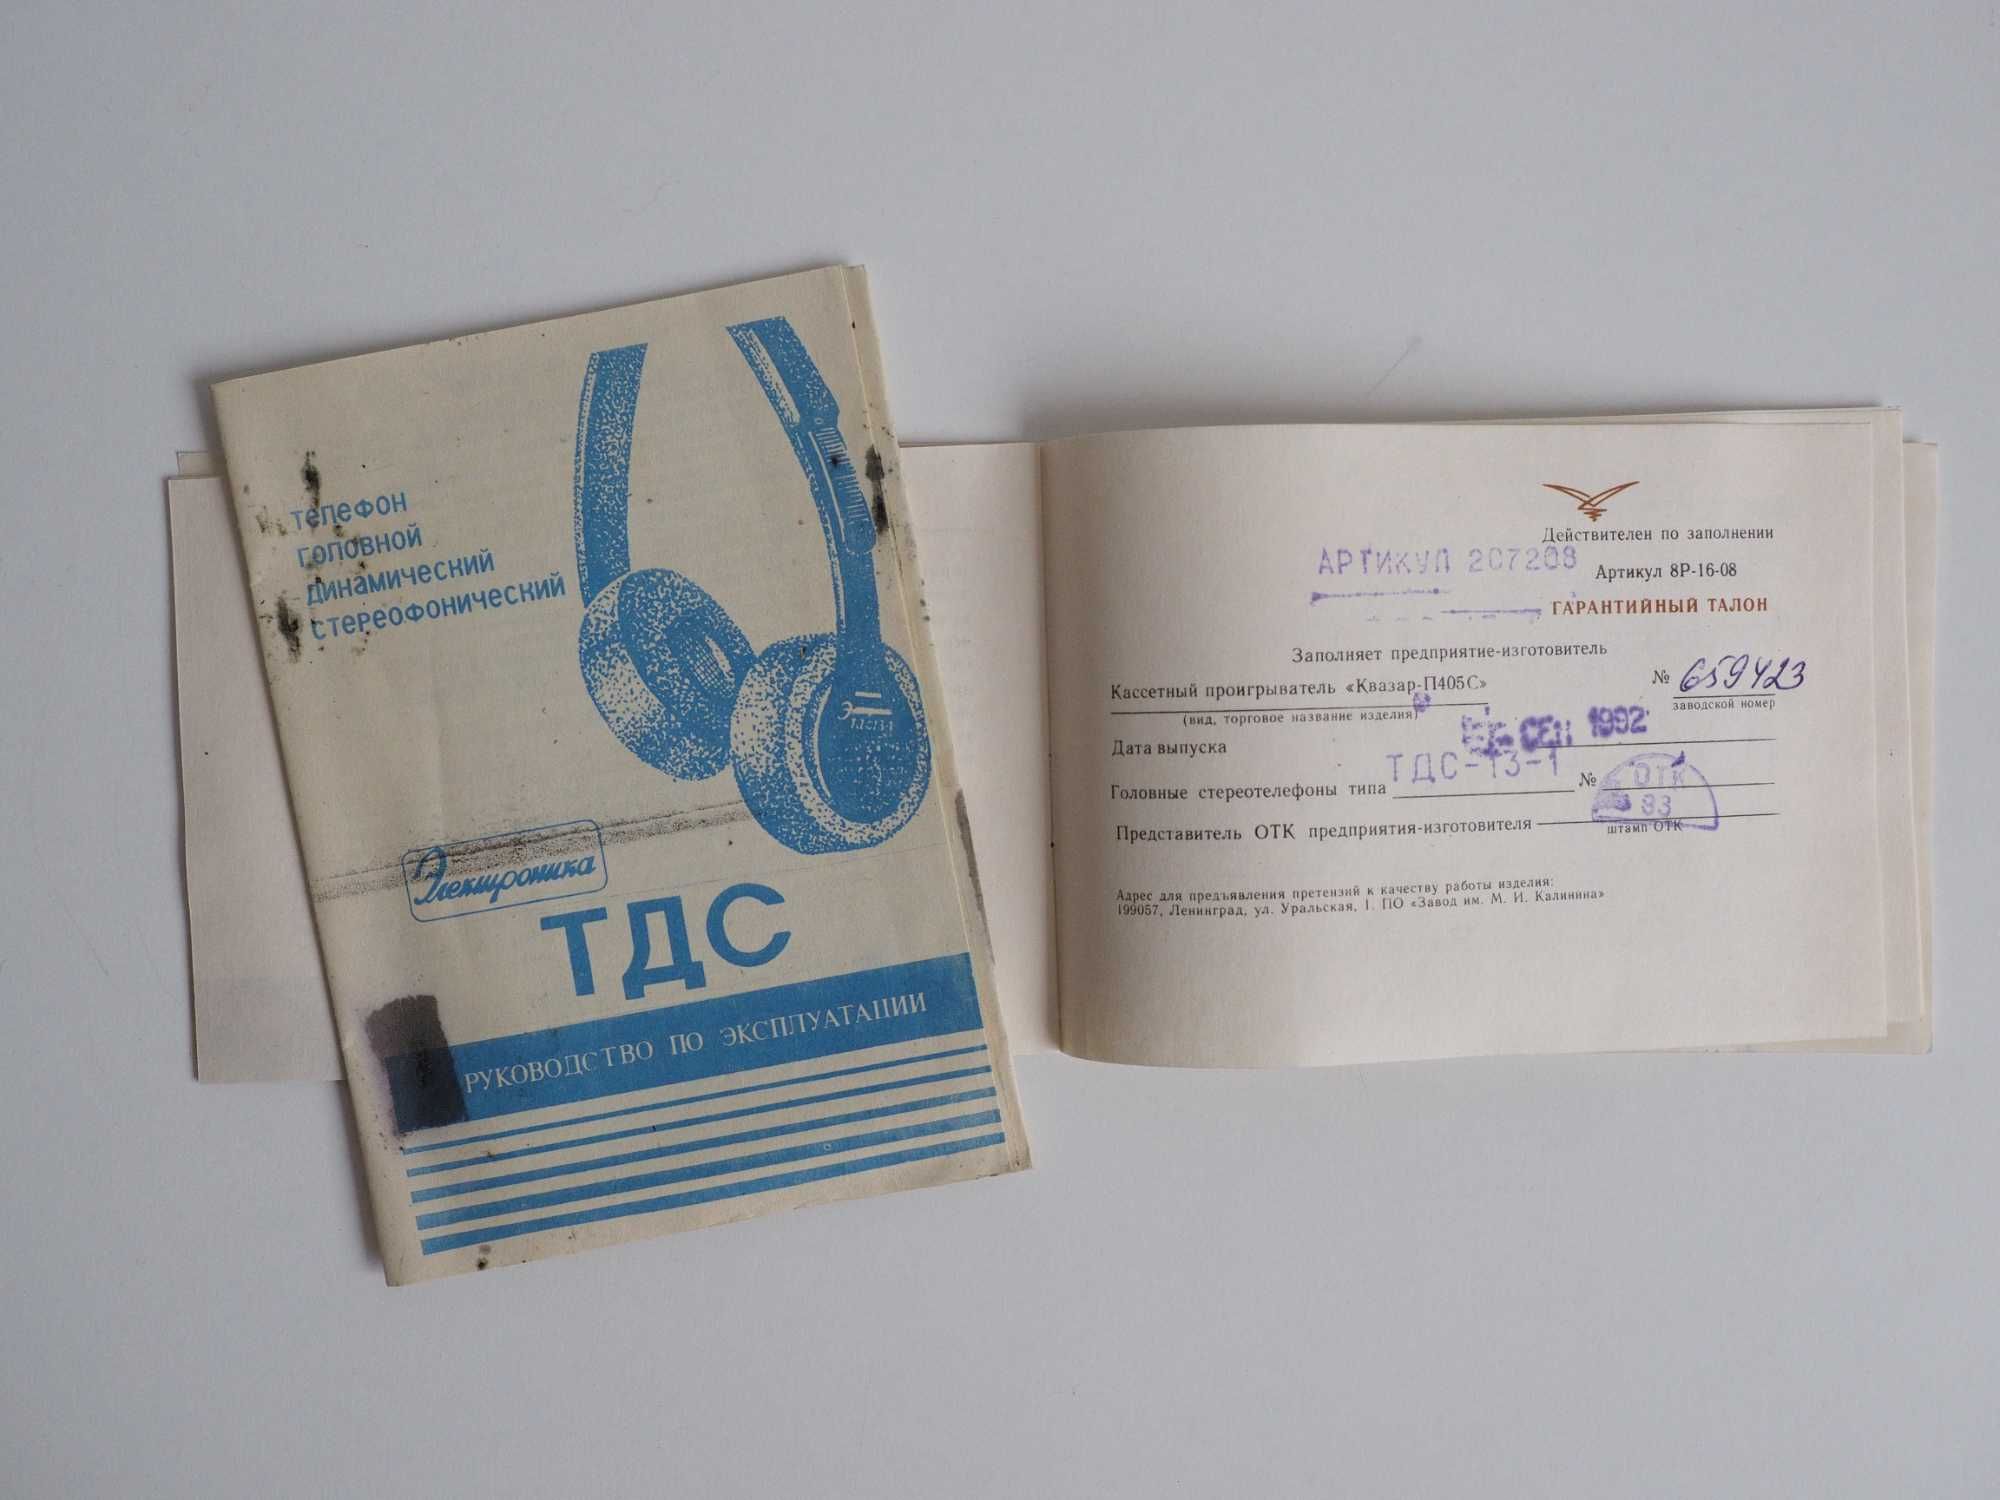 телефон
головной
динамический
стереофонический
Электроника
ТДС
РУКОВОДСТВО ПО ЭКСПЛУАТАЦИИ
Действителен по заполнении
АРТИКУЛ 207208
Артикул 8Р-16-08
ГАРАНТИЙНЫЙ ТАЛОН
Заполняет предприятие-изготовитель
Кассетный проигрыватель «Квазар-П405С» № 659423
(вид, торговое название изделия) заводской номер
Дата выпуска СЕН 1992
Головные стереотелефоны типа ТДС-13-1 №
ОТК
83
Представитель ОТК предприятия-изготовителя
штамп ОТК
Адрес для предъявления претензий к качеству работы изделия:
199057, Ленинград, ул. Уральская, 1. ПО «Завод им. М. И. Калинина»